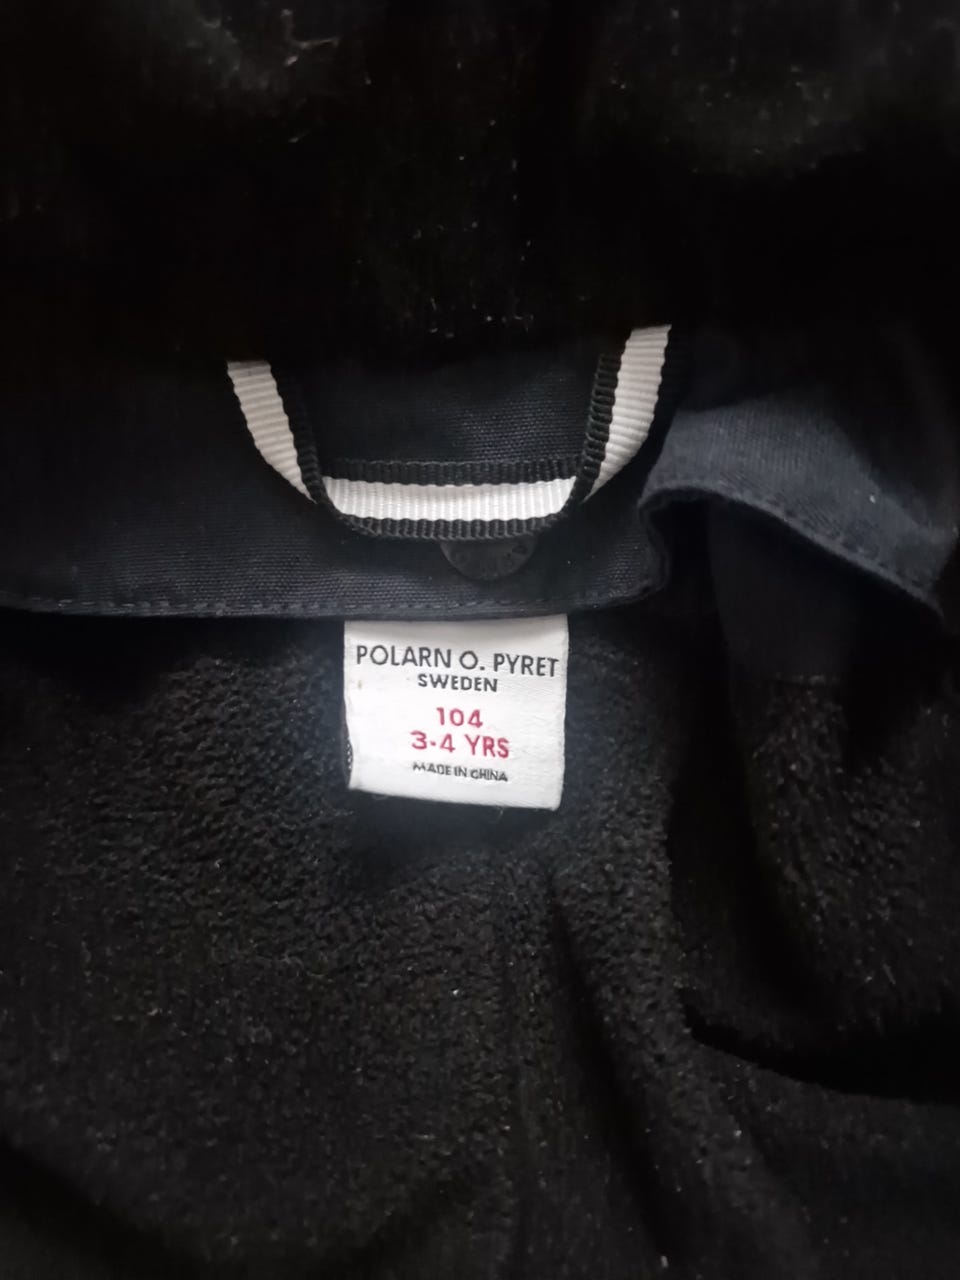 POLARN O. PYRET
SWEDEN
104
3-4 YRS
MADE IN CHINA